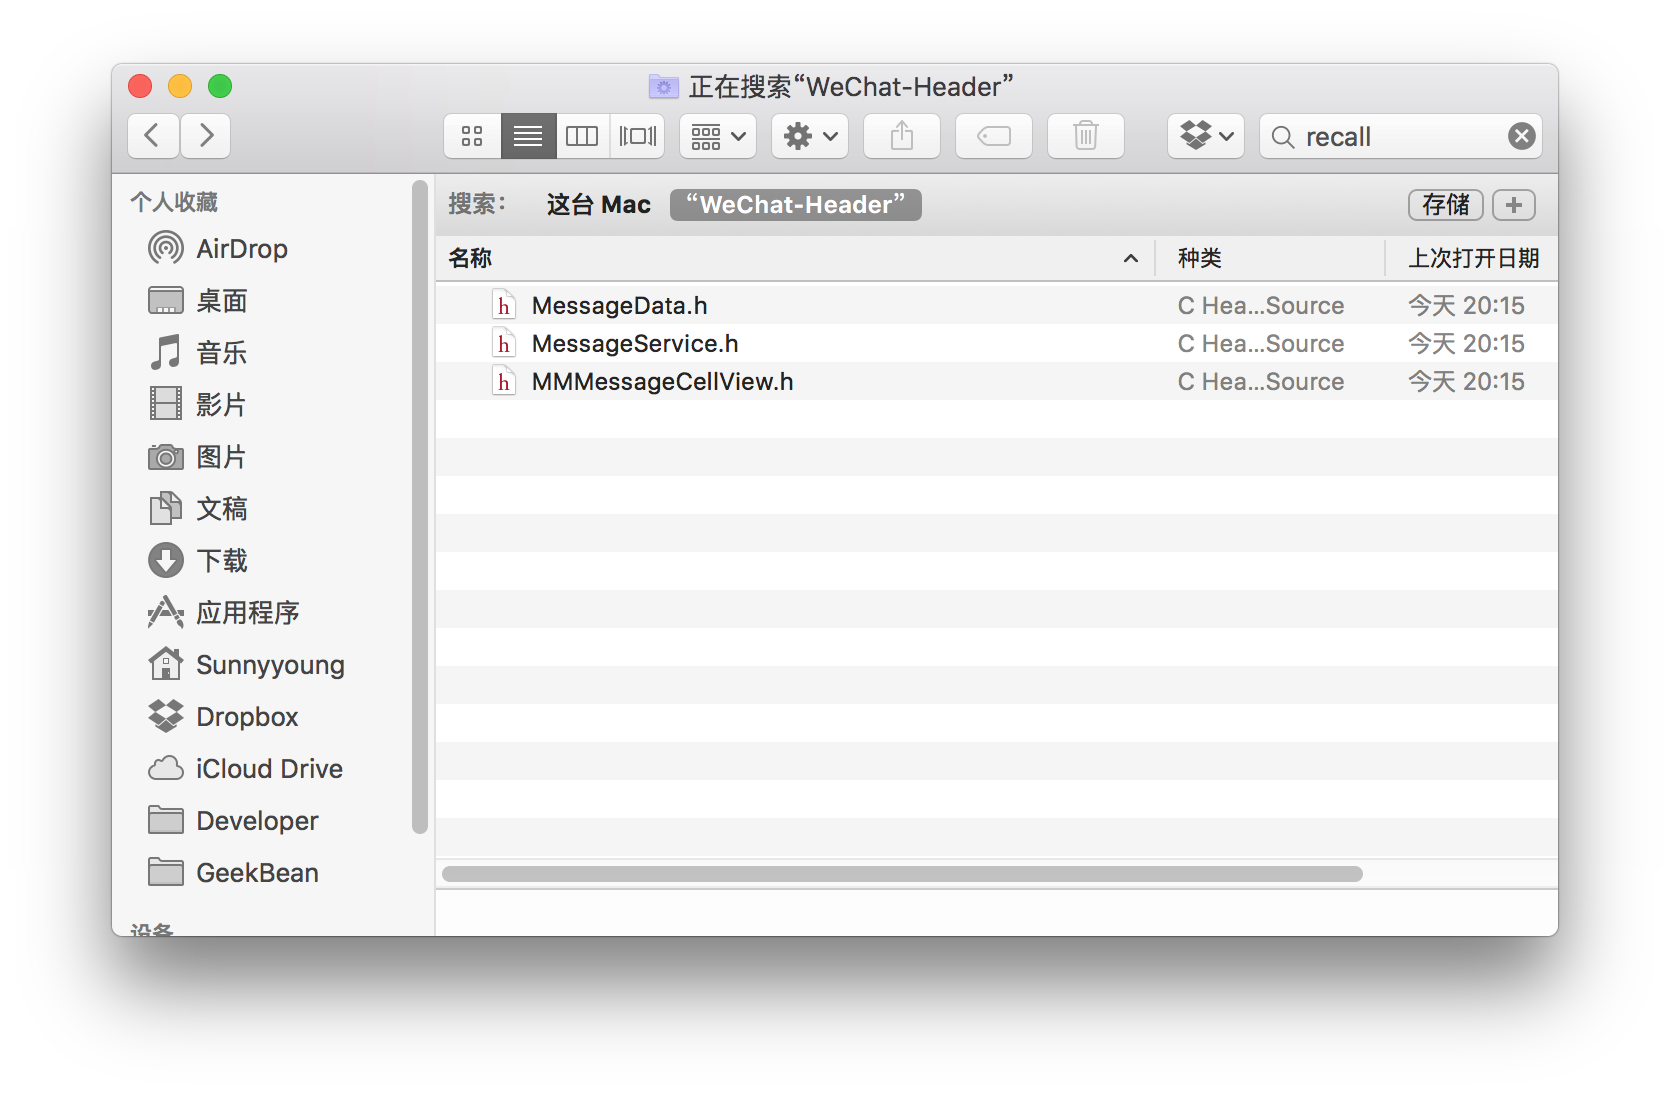 正在搜索“WeChat-Header”
recall
个人收藏
AirDrop
桌面
音乐
影片
图片
文稿
下载
应用程序
Sunnyyoung
Dropbox
iCloud Drive
Developer
GeekBean
设备
搜索： 这台 Mac “WeChat-Header” 存储 +
名称 种类 上次打开日期
h MessageData.h C Hea...Source 今天 20:15
h MessageService.h C Hea...Source 今天 20:15
h MMMessageCellView.h C Hea...Source 今天 20:15